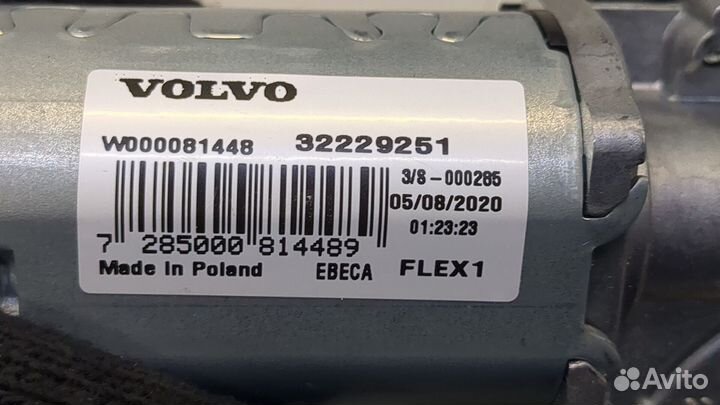 VOLVO
W000081448 32229251
3/8-000285
05/08/2020
01:23:23
7 285000 814489
Made in Poland EBECA FLEX1
Avito